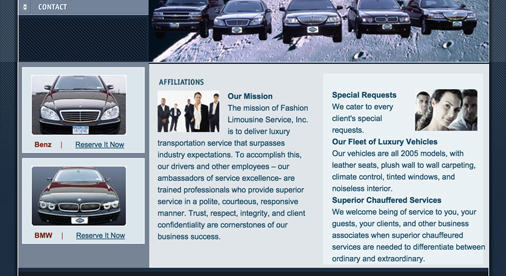 CONTACT
Benz | Reserve It Now
BMW | Reserve It Now
AFFILIATIONS
Our Mission
The mission of Fashion
Limousine Service, Inc.
is to deliver luxury
transportation service that surpasses
industry expectations. To accomplish this,
our drivers and other employees – our
ambassadors of service excellence- are
trained professionals who provide superior
service in a polite, courteous, responsive
manner. Trust, respect, integrity, and client
confidentiality are cornerstones of our
business success.
Special Requests
We cater to every
client's special
requests.
Our Fleet of Luxury Vehicles
Our vehicles are all 2005 models, with
leather seats, plush wall to wall carpeting,
climate control, tinted windows, and
noiseless interior.
Superior Chauffered Services
We welcome being of service to you, your
guests, your clients, and other business
associates when superior chauffeured
services are needed to differentiate between
ordinary and extraordinary.